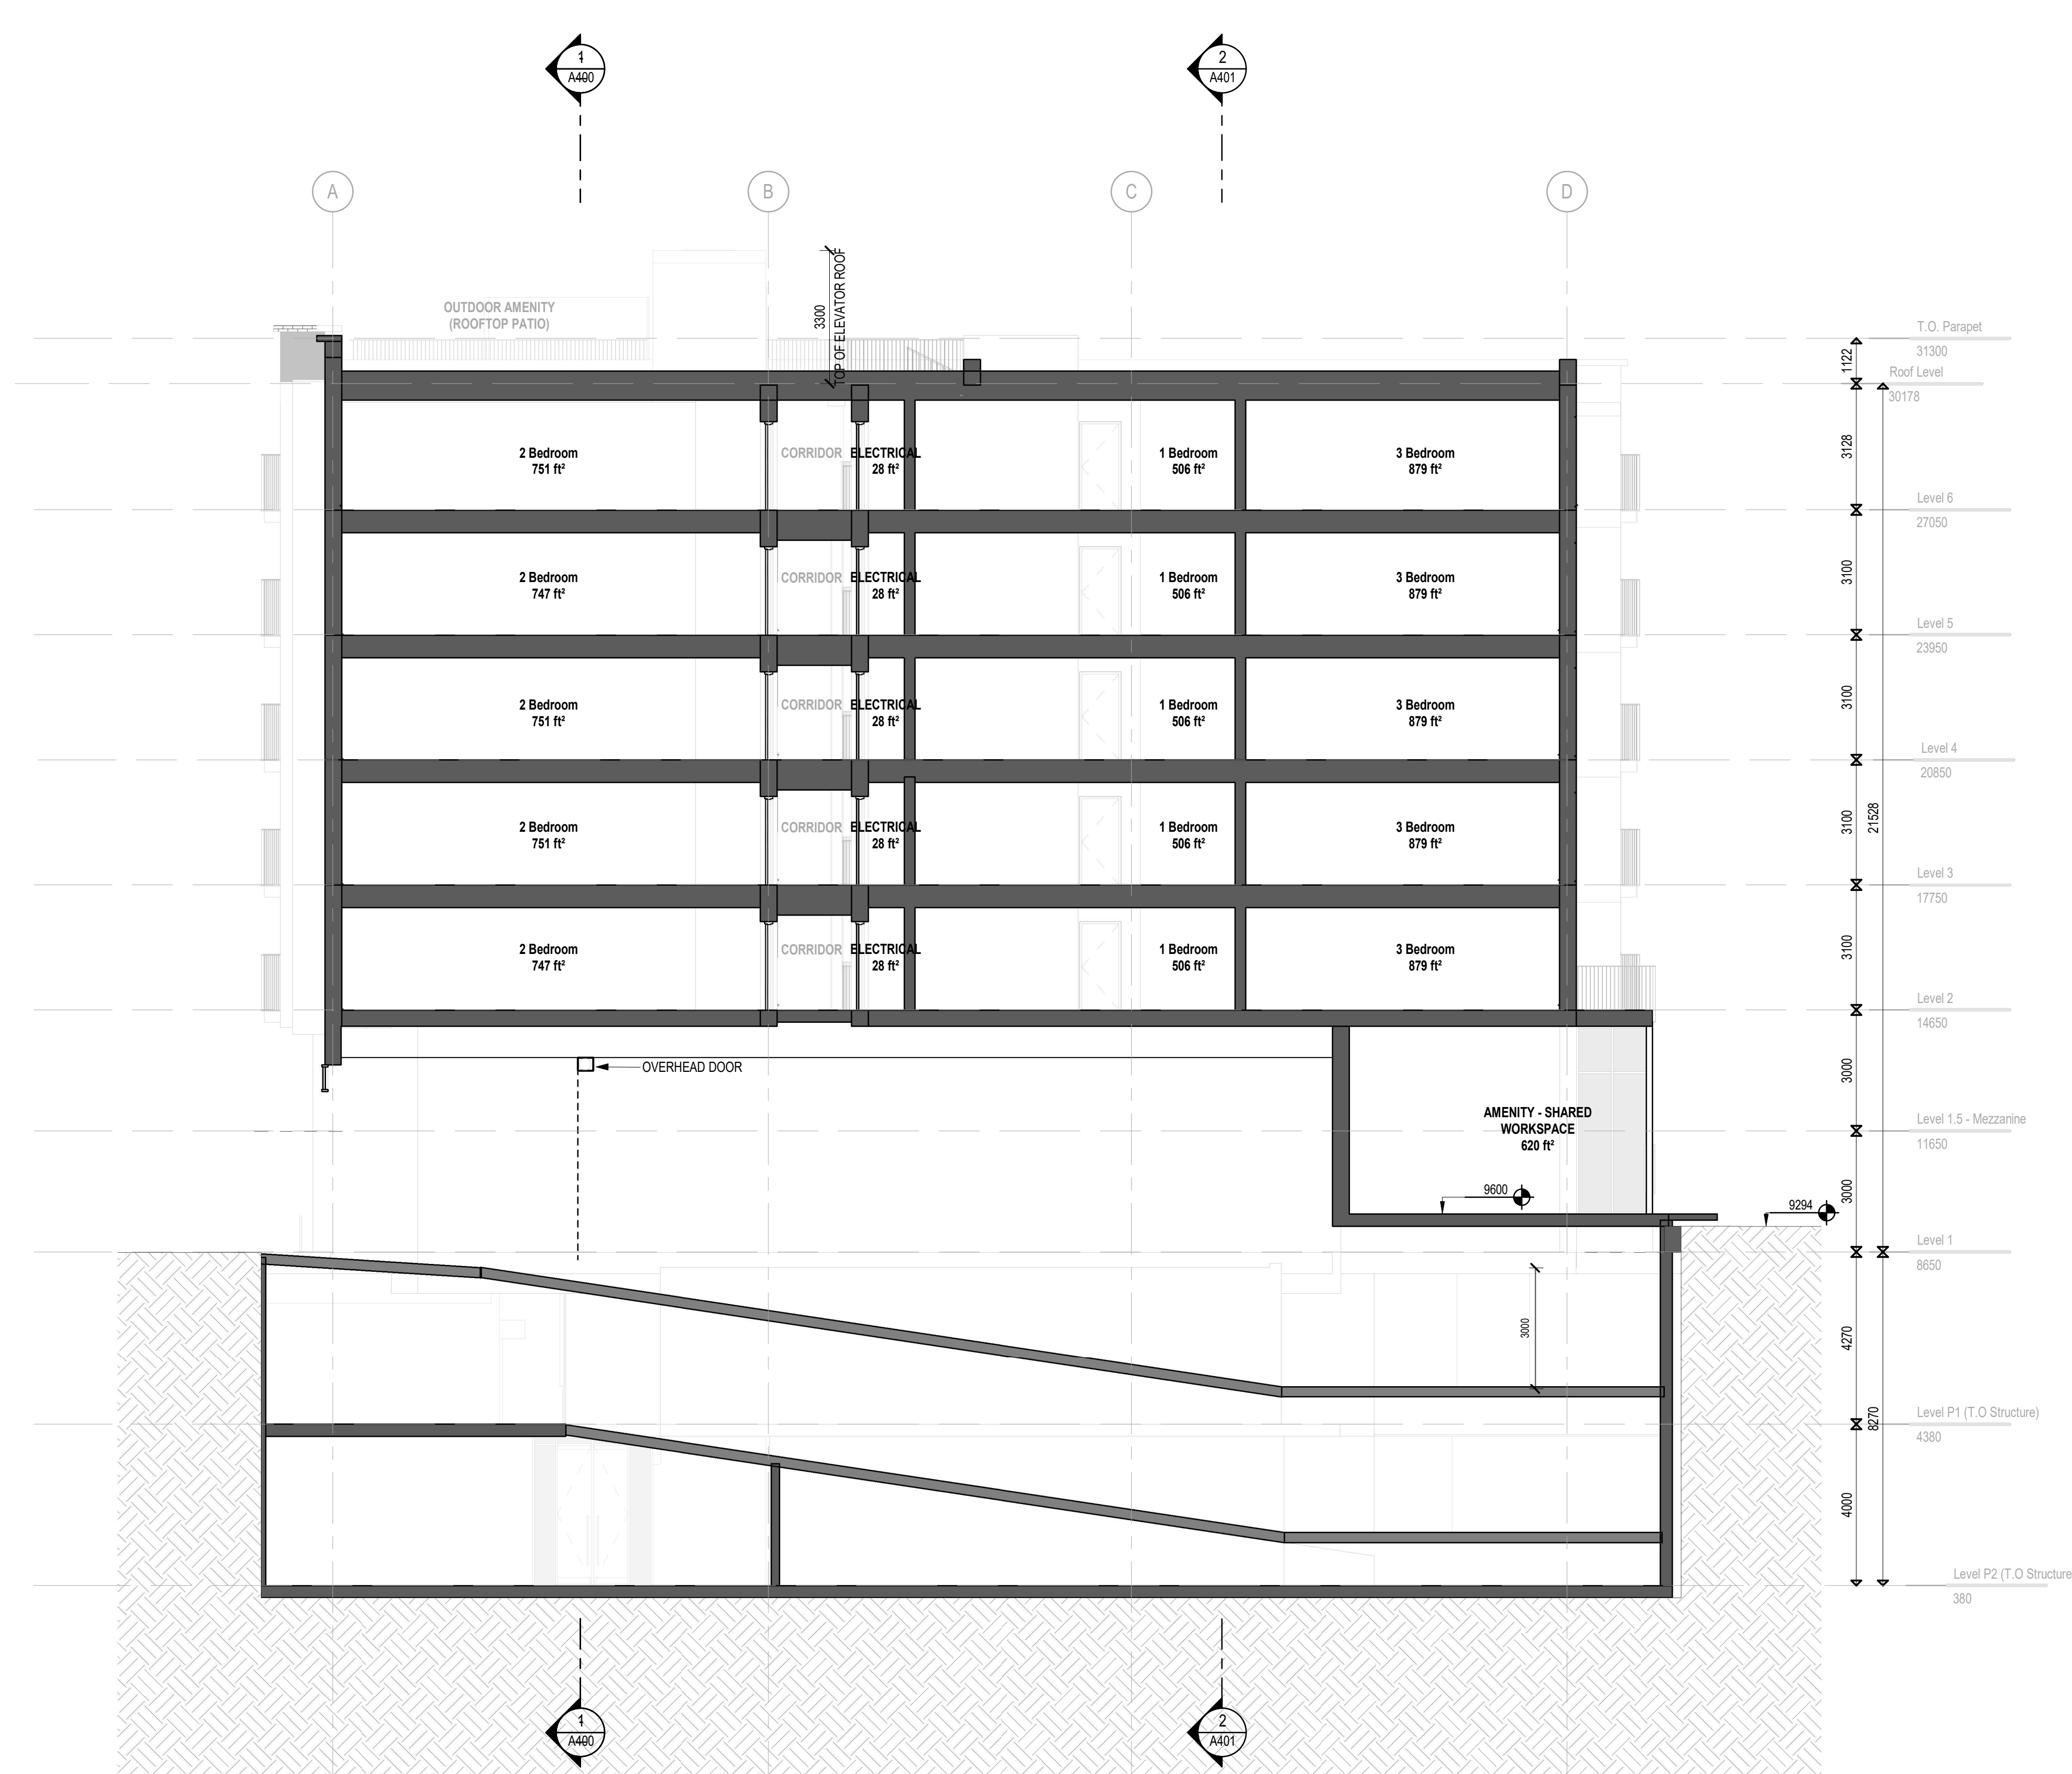 1
A400
2
A401
A
B
C
D
3300
TOP OF ELEVATOR ROOF
OUTDOOR AMENITY
(ROOFTOP PATIO)
T.O. Parapet
31300
1122
Roof Level
30178
2 Bedroom
751 ft²
CORRIDOR
ELECTRICAL
28 ft²
1 Bedroom
506 ft²
3 Bedroom
879 ft²
3128
Level 6
27050
2 Bedroom
747 ft²
CORRIDOR
ELECTRICAL
28 ft²
1 Bedroom
506 ft²
3 Bedroom
879 ft²
3100
Level 5
23950
2 Bedroom
751 ft²
CORRIDOR
ELECTRICAL
28 ft²
1 Bedroom
506 ft²
3 Bedroom
879 ft²
3100
Level 4
20850
2 Bedroom
751 ft²
CORRIDOR
ELECTRICAL
28 ft²
1 Bedroom
506 ft²
3 Bedroom
879 ft²
3100
21528
Level 3
17750
2 Bedroom
747 ft²
CORRIDOR
ELECTRICAL
28 ft²
1 Bedroom
506 ft²
3 Bedroom
879 ft²
3100
Level 2
14650
OVERHEAD DOOR
3000
AMENITY - SHARED
WORKSPACE
620 ft²
Level 1.5 - Mezzanine
11650
9600
9294
3000
Level 1
8650
3000
4270
Level P1 (T.O Structure)
4380
8270
4000
Level P2 (T.O Structure
380
1
A400
2
A401